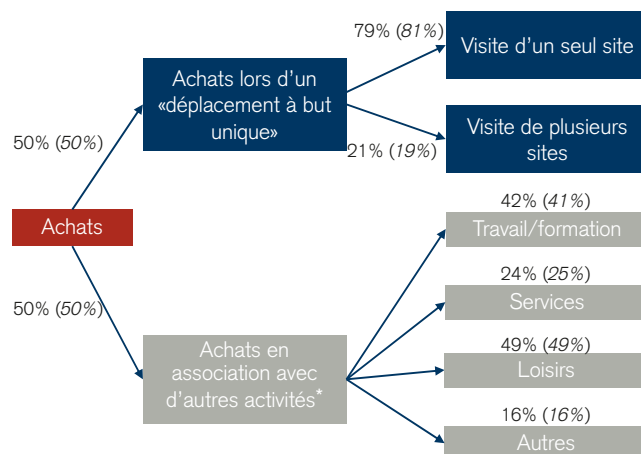 79% (81%)
Visite d'un seul site
Achats lors d'un
«déplacement à but
unique»
50% (50%)
Visite de plusieurs
sites
21% (19%)
Achats
42% (41%)
Travail/formation
50% (50%)
24% (25%)
Services
Achats en
association avec
d'autres activités*
49% (49%)
Loisirs
16% (16%)
Autres